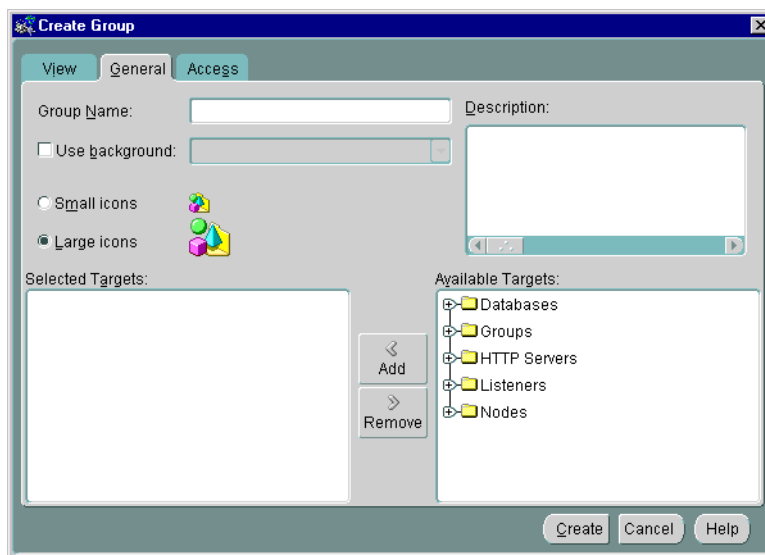 Create Group
View General Access
Group Name:
Description:
Use background:
Small icons
Large icons
Selected Targets:
Available Targets:
Databases
Groups
HTTP Servers
Listeners
Nodes
Add
Remove
Create Cancel Help